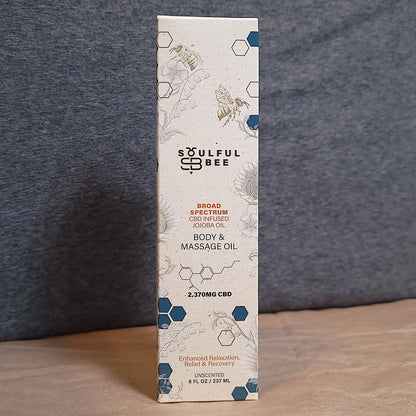 SOULFUL
BEE
BROAD
SPECTRUM
CBD INFUSED
JOJOBA OIL
BODY &
MASSAGE OIL
2,370MG CBD
Enhanced Relaxation,
Relief & Recovery
UNSCENTED
8 FL OZ / 237 ML